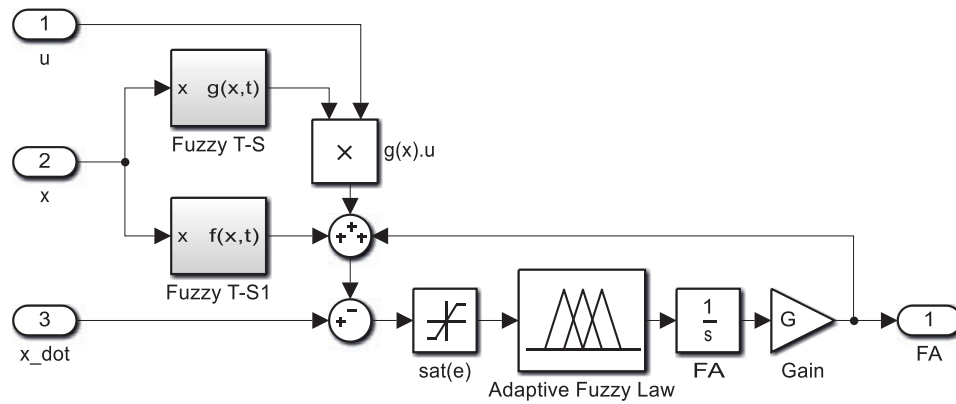 1
u
x g(x,t)
Fuzzy T-S
×
g(x).u
2
x
x f(x,t)
Fuzzy T-S1
+ + +
3
x_dot
+ -
sat(e)
Adaptive Fuzzy Law
1
s
FA
G
Gain
1
FA